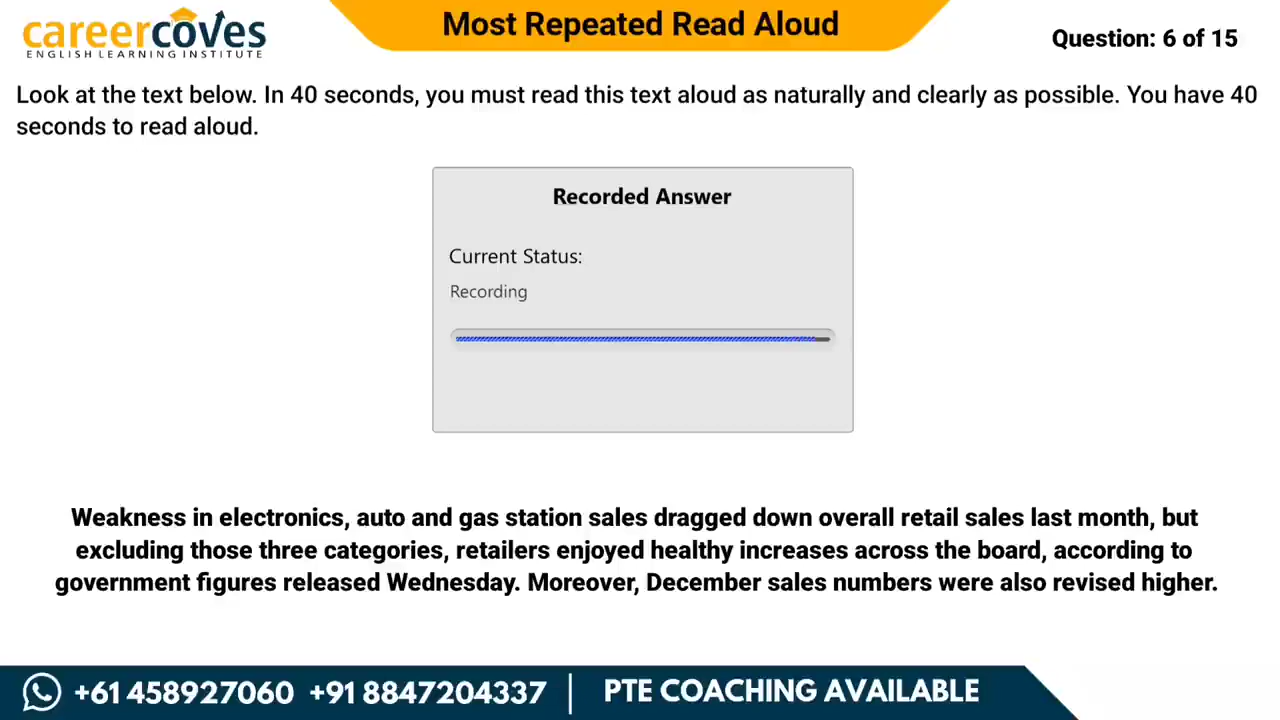 careercoves
ENGLISH LEARNING INSTITUTE
Most Repeated Read Aloud
Question: 6 of 15
Look at the text below. In 40 seconds, you must read this text aloud as naturally and clearly as possible. You have 40
seconds to read aloud.
Recorded Answer
Current Status:
Recording
Weakness in electronics, auto and gas station sales dragged down overall retail sales last month, but
excluding those three categories, retailers enjoyed healthy increases across the board, according to
government figures released Wednesday. Moreover, December sales numbers were also revised higher.
+61 458927060 +91 8847204337 | PTE COACHING AVAILABLE